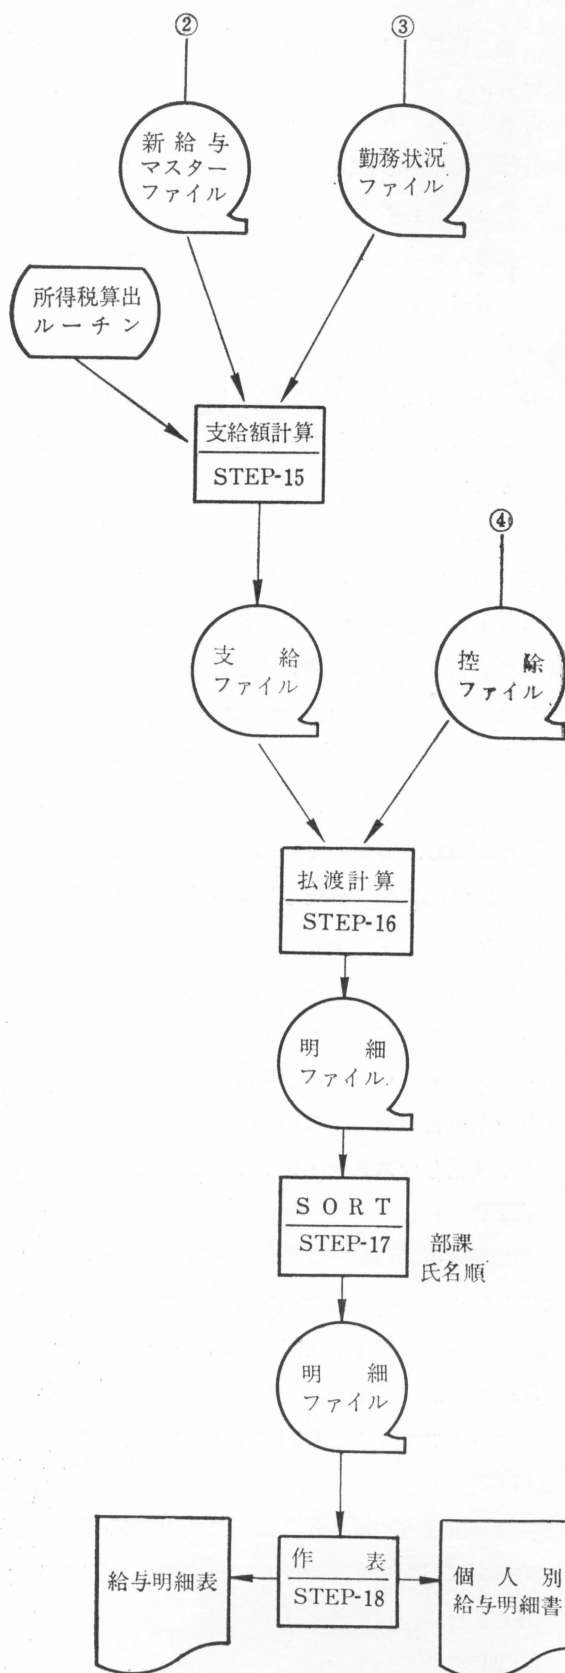 ②
③
新給与
マスター
ファイル
勤務状況
ファイル
所得税算出
ルーチン
支給額計算
STEP-15
④
支給
ファイル
控除
ファイル
払渡計算
STEP-16
明細
ファイル
SORT
STEP-17
部課
氏名順
明細
ファイル
作表
STEP-18
給与明細表
個人別
給与明細書